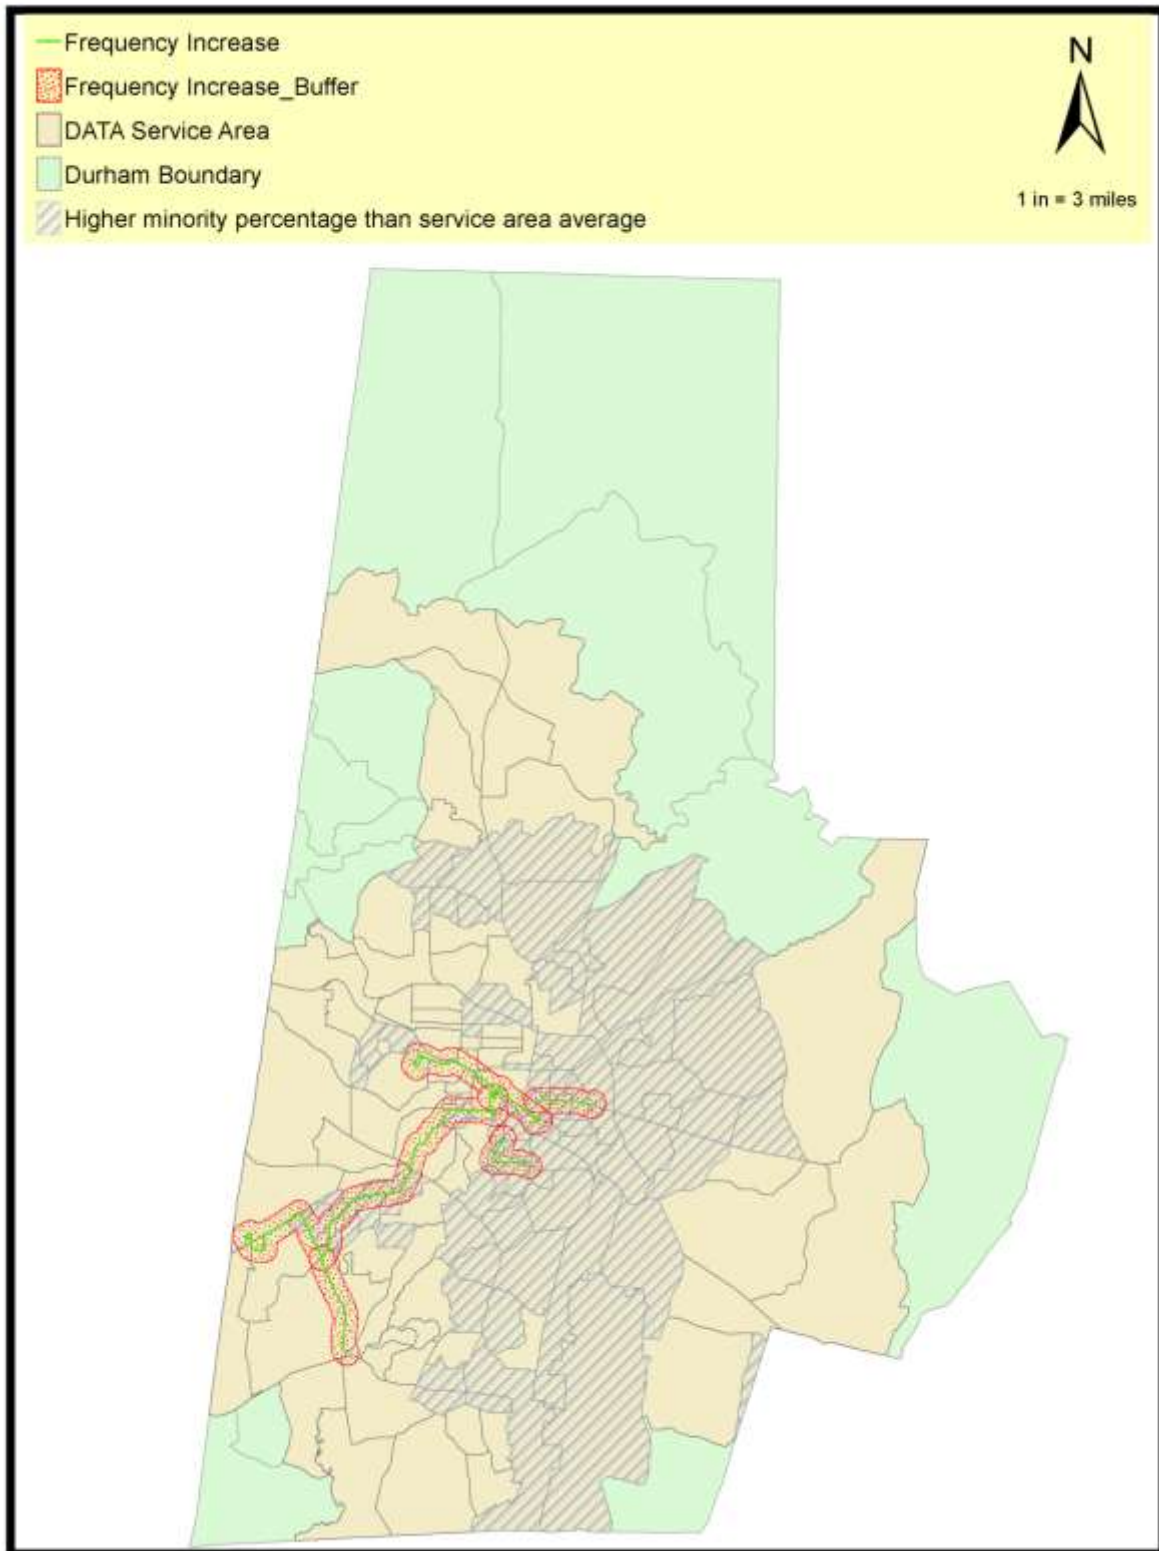 Frequency Increase
Frequency Increase_Buffer
DATA Service Area
Durham Boundary
Higher minority percentage than service area average
N
1 in = 3 miles